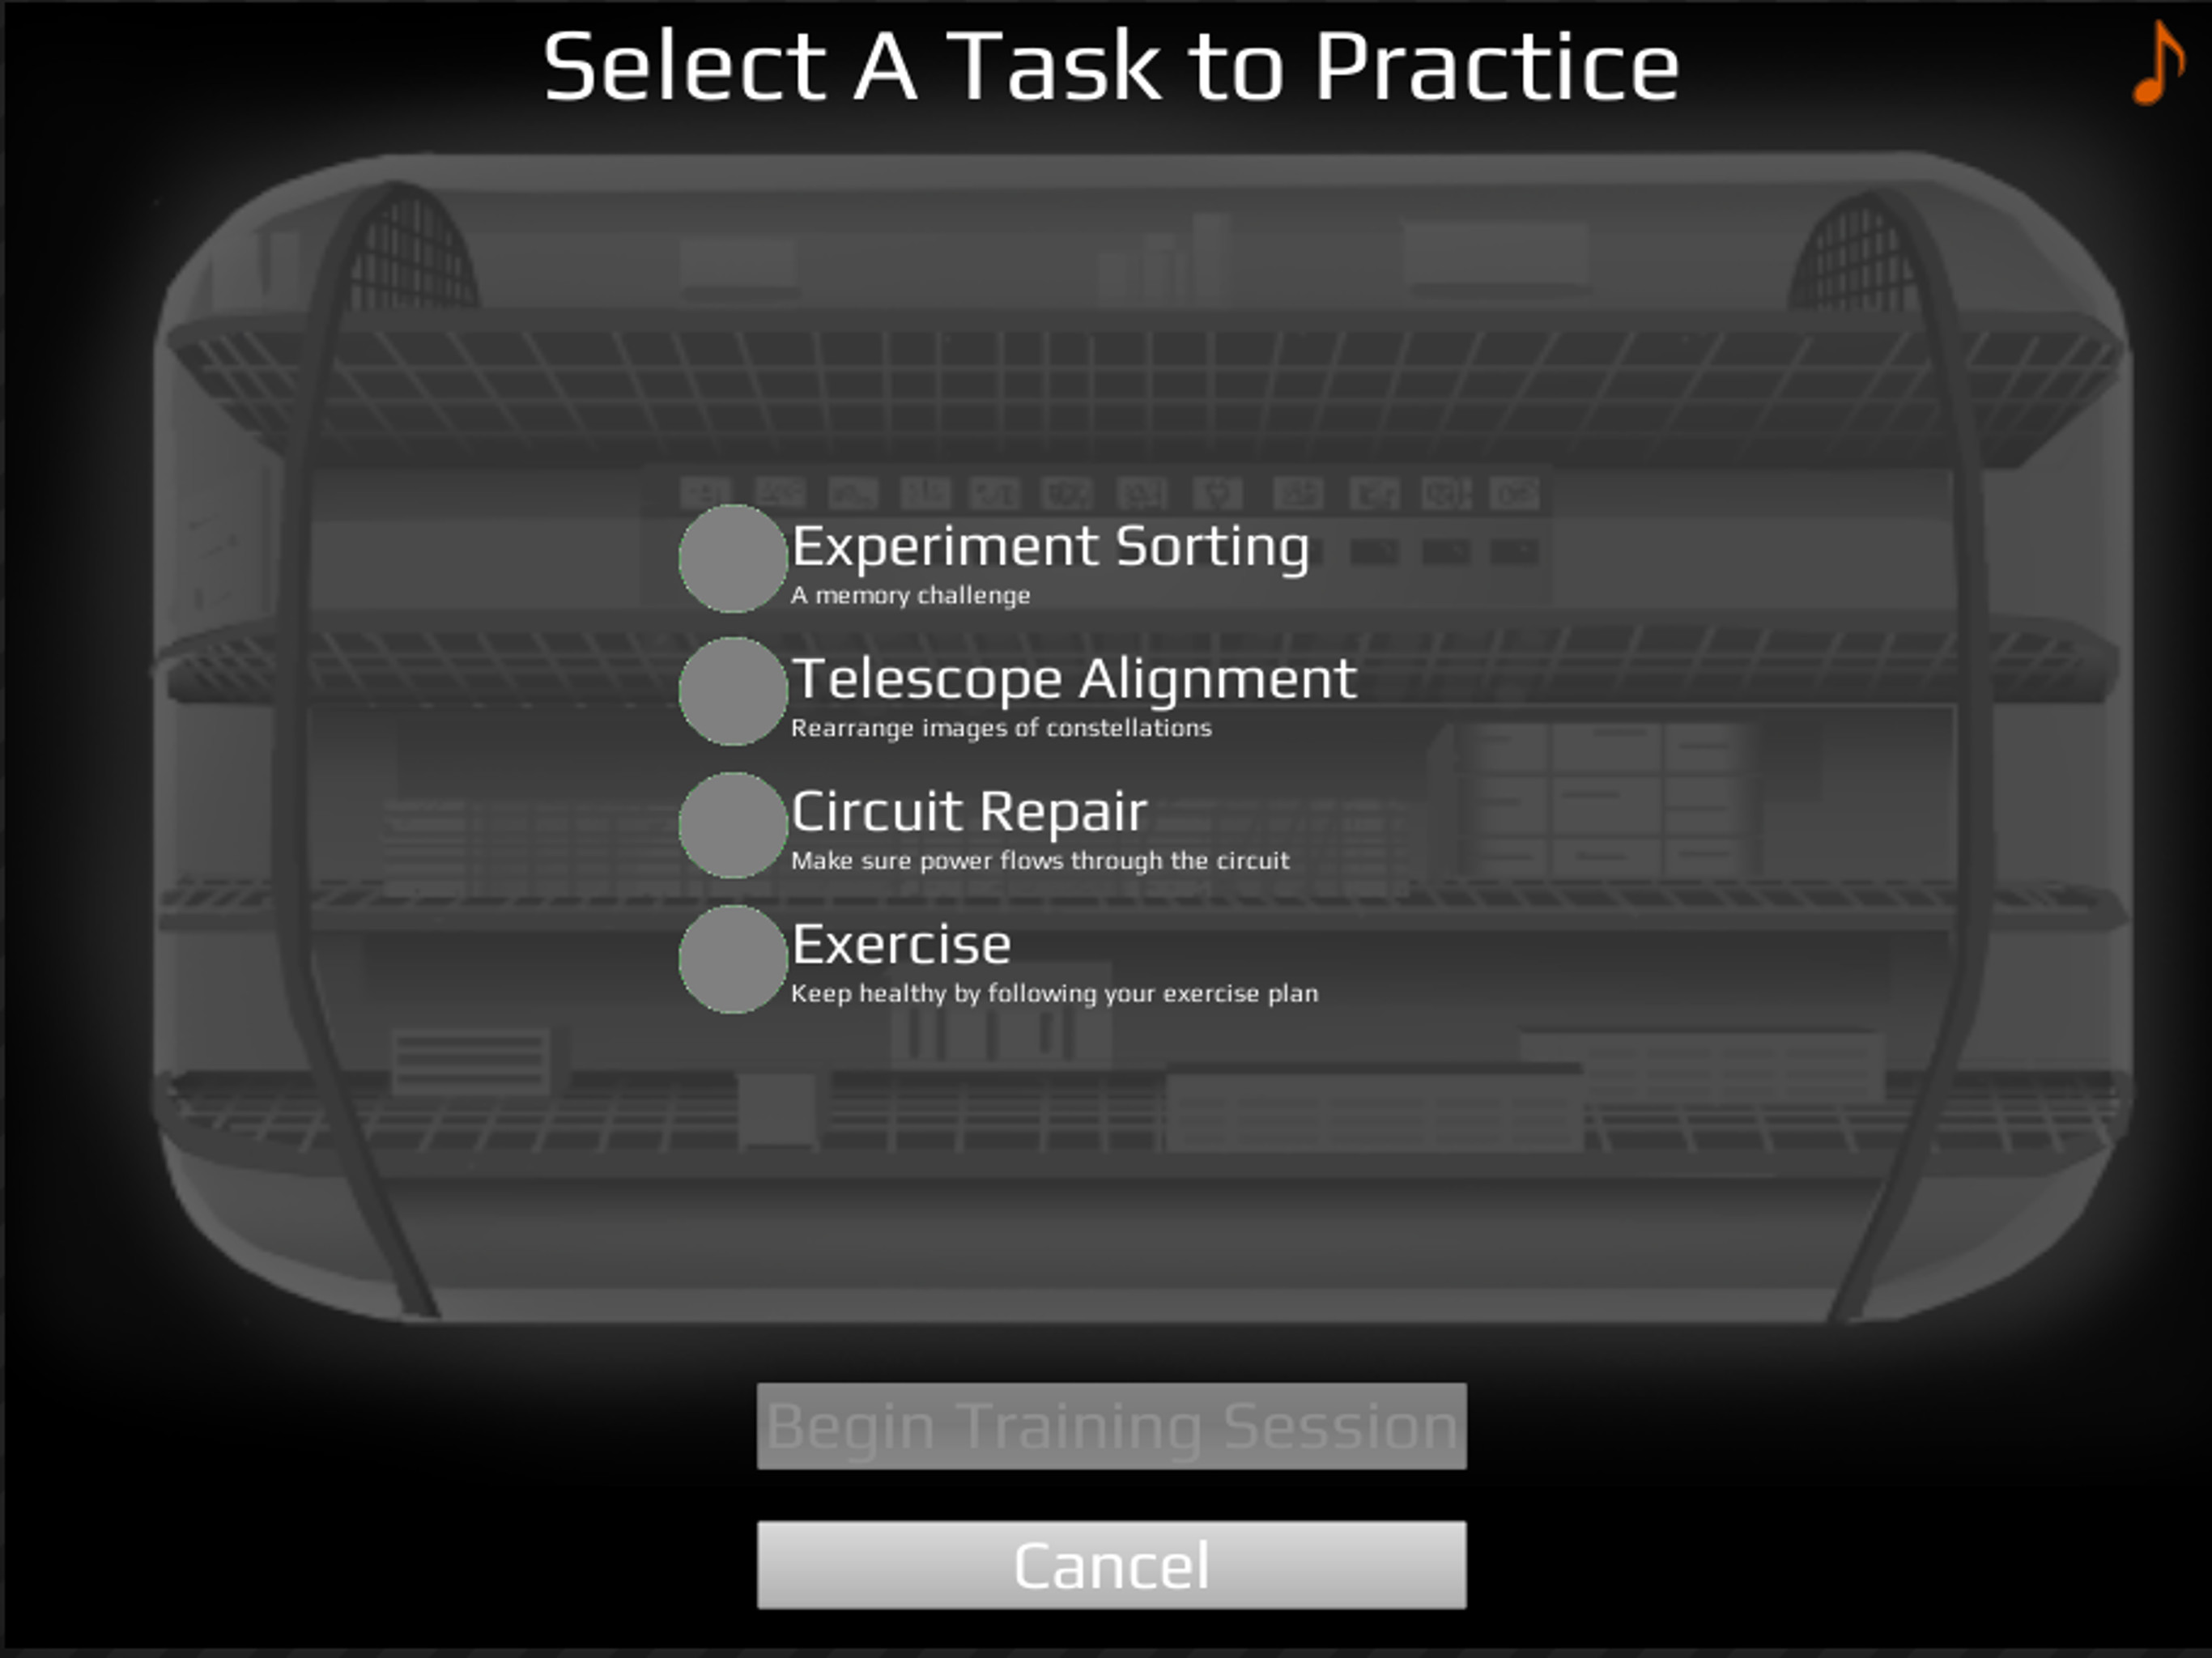 Select A Task to Practice
Experiment Sorting
A memory challenge
Telescope Alignment
Rearrange images of constellations
Circuit Repair
Make sure power flows through the circuit
Exercise
Keep healthy by following your exercise plan
Begin Training Session
Cancel